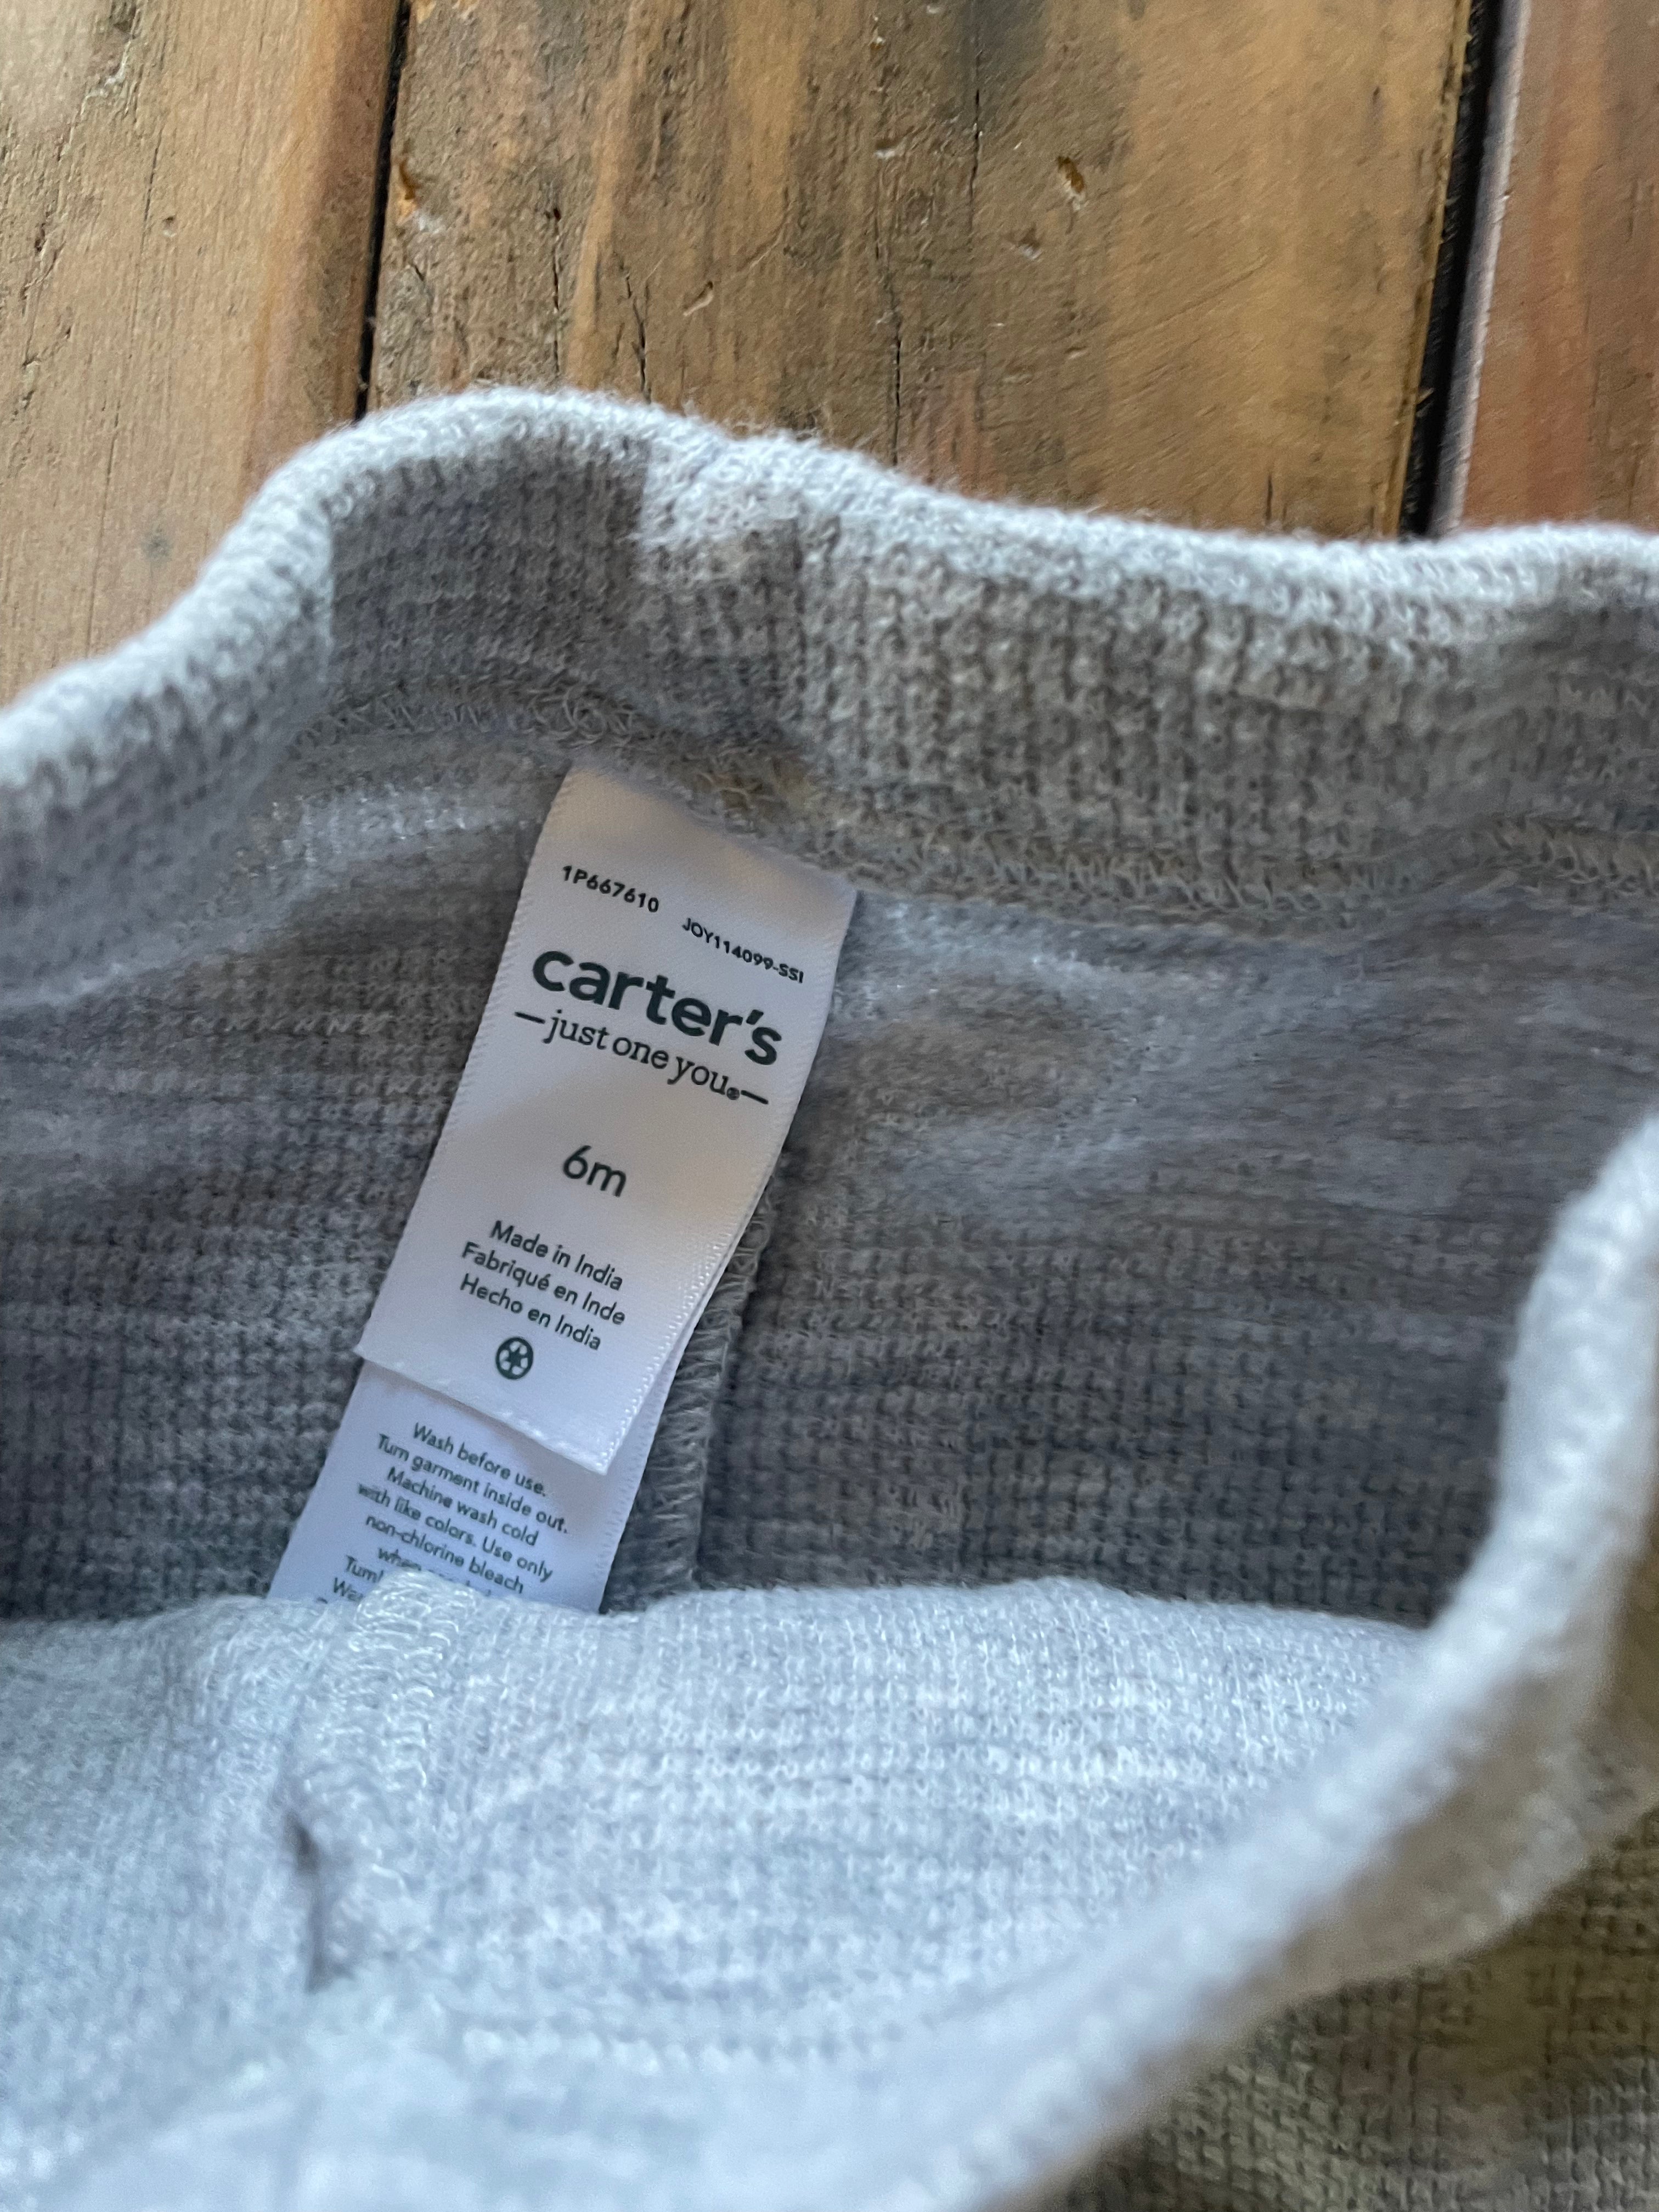 1P667610 JOY114099-SSI
carter's
—just one you®—
6m
Made in India
Fabriqué en Inde
Hecho en India
Wash before use.
Turn garment inside out.
Machine wash cold
with like colors. Use only
non-chlorine bleach
when